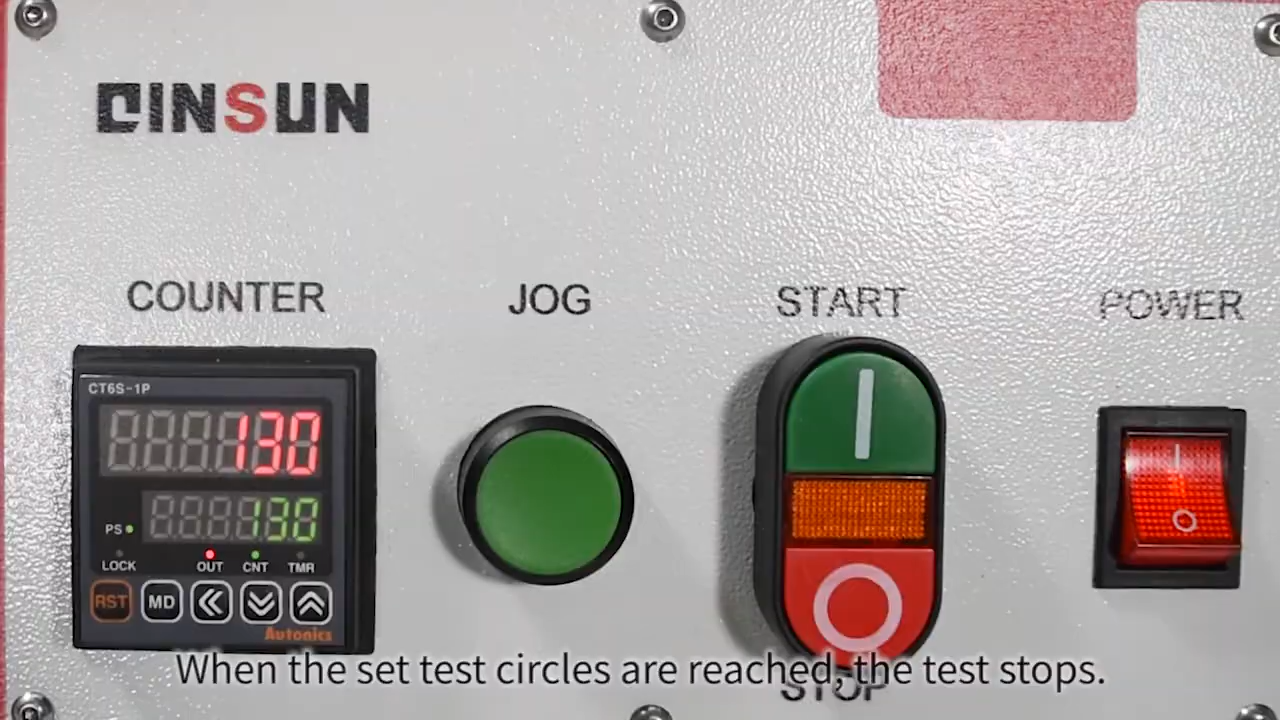 QINSUN
COUNTER
JOG
START
POWER
CT6S-1P
130
130
PS
LOCK OUT CNT TMR
RST MD
Autonics
When the set test circles are reached, the test stops.
STOP